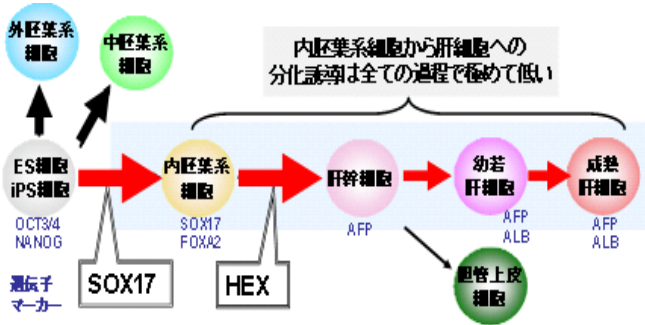 外胚葉系
細胞
中胚葉系
細胞
内胚葉系細胞から肝細胞への
分化誘導は全ての過程で極めて低い
ES細胞
iPS細胞
内胚葉系
細胞
肝幹細胞
幼若
肝細胞
成熟
肝細胞
OCT3/4
NANOG
SOX17
FOXA2
AFP
AFP
ALB
AFP
ALB
遺伝子
マーカー
SOX17
HEX
胆管上皮
細胞